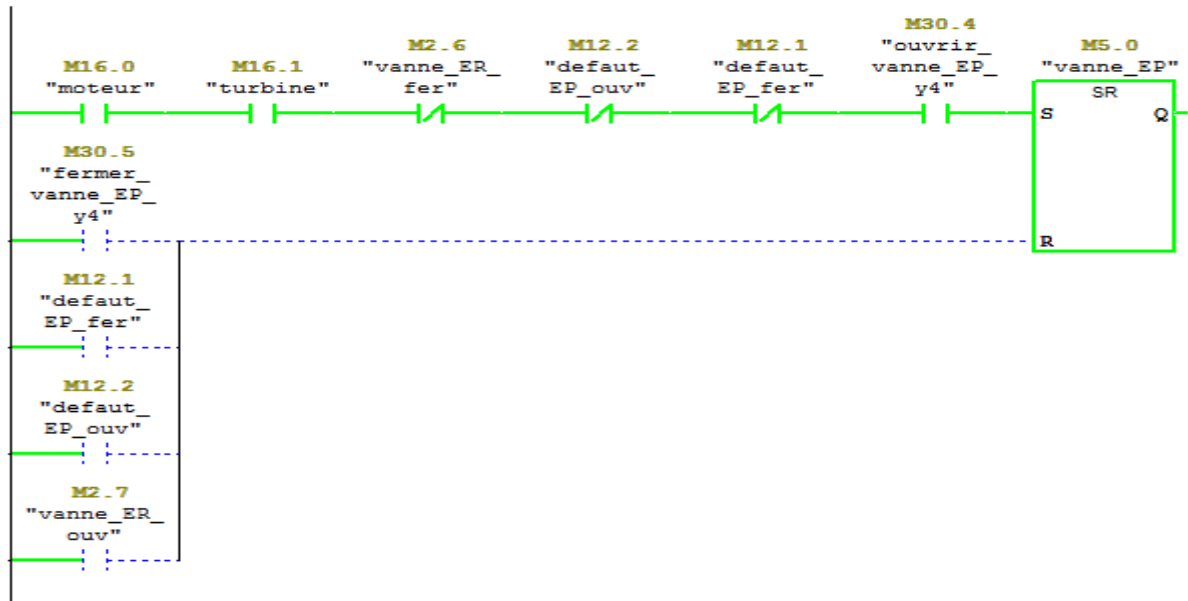 M16.0
"moteur"
M16.1
"turbine"
M2.6
"vanne_ER_
fer"
M12.2
"defaut_
EP_ouv"
M12.1
"defaut_
EP_fer"
M30.4
"ouvrir_
vanne_EP_
y4"
M5.0
"vanne_EP"
SR
S
Q
M30.5
"fermer_
vanne_EP_
y4"
R
M12.1
"defaut_
EP_fer"
M12.2
"defaut_
EP_ouv"
M2.7
"vanne_ER_
ouv"